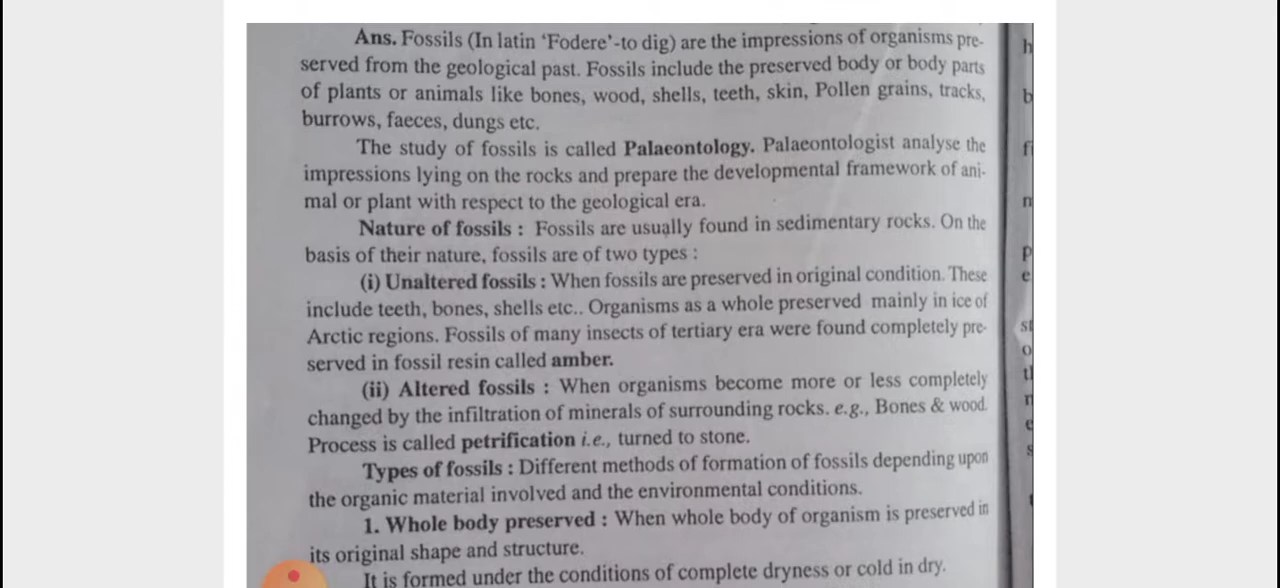 Ans. Fossils (In latin ‘Fodere’-to dig) are the impressions of organisms pre-
served from the geological past. Fossils include the preserved body or body parts
of plants or animals like bones, wood, shells, teeth, skin, Pollen grains, tracks,
burrows, faeces, dungs etc.
The study of fossils is called Palaeontology. Palaeontologist analyse the
impressions lying on the rocks and prepare the developmental framework of ani-
mal or plant with respect to the geological era.
Nature of fossils : Fossils are usually found in sedimentary rocks. On the
basis of their nature, fossils are of two types :
(i) Unaltered fossils : When fossils are preserved in original condition. These
include teeth, bones, shells etc.. Organisms as a whole preserved mainly in ice of
Arctic regions. Fossils of many insects of tertiary era were found completely pre-
served in fossil resin called amber.
(ii) Altered fossils : When organisms become more or less completely
changed by the infiltration of minerals of surrounding rocks. e.g., Bones & wood.
Process is called petrification i.e., turned to stone.
Types of fossils : Different methods of formation of fossils depending upon
the organic material involved and the environmental conditions.
1. Whole body preserved : When whole body of organism is preserved in
its original shape and structure.
It is formed under the conditions of complete dryness or cold in dry.